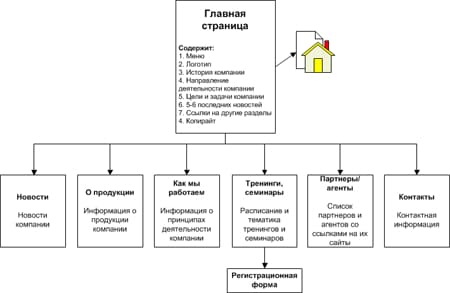 Главная
страница
Содержит:
1. Меню
2. Логотип
3. История компании
4. Направление
деятельности компании
5. Цели и задачи компании
6. 5-6 последних новостей
7. Ссылки на другие разделы
4. Копирайт
Новости
Новости
компании
О продукции
Информация о
продукции
компании
Как мы
работаем
Информация о
принципах
деятельности
компании
Тренинги,
семинары
Расписание и
тематика
тренингов и
семинаров
Партнеры/
агенты
Список
партнеров и
агентов со
ссылками на их
сайты
Контакты
Контактная
информация
Регистрационная
форма